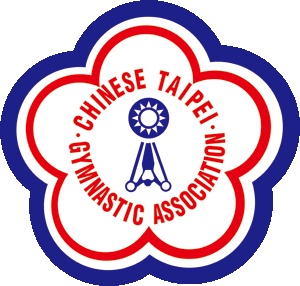 · CHINESE TAIPEI ·
GYMNASTIC ASSOCIATION